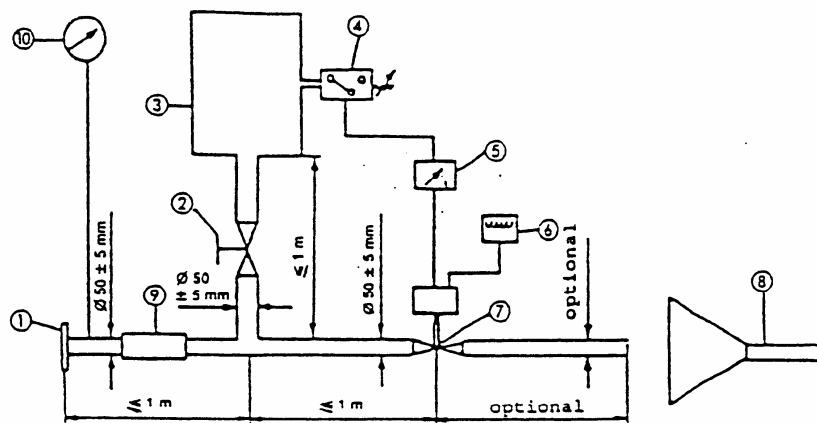 10
4
3
5
2
≤ 1 m
6
Ø 50 ± 5 mm
Ø 50
± 5 mm
Ø 50 ± 5 mm
optional
1
9
7
8
≤ 1 m
≤ 1 m
optional